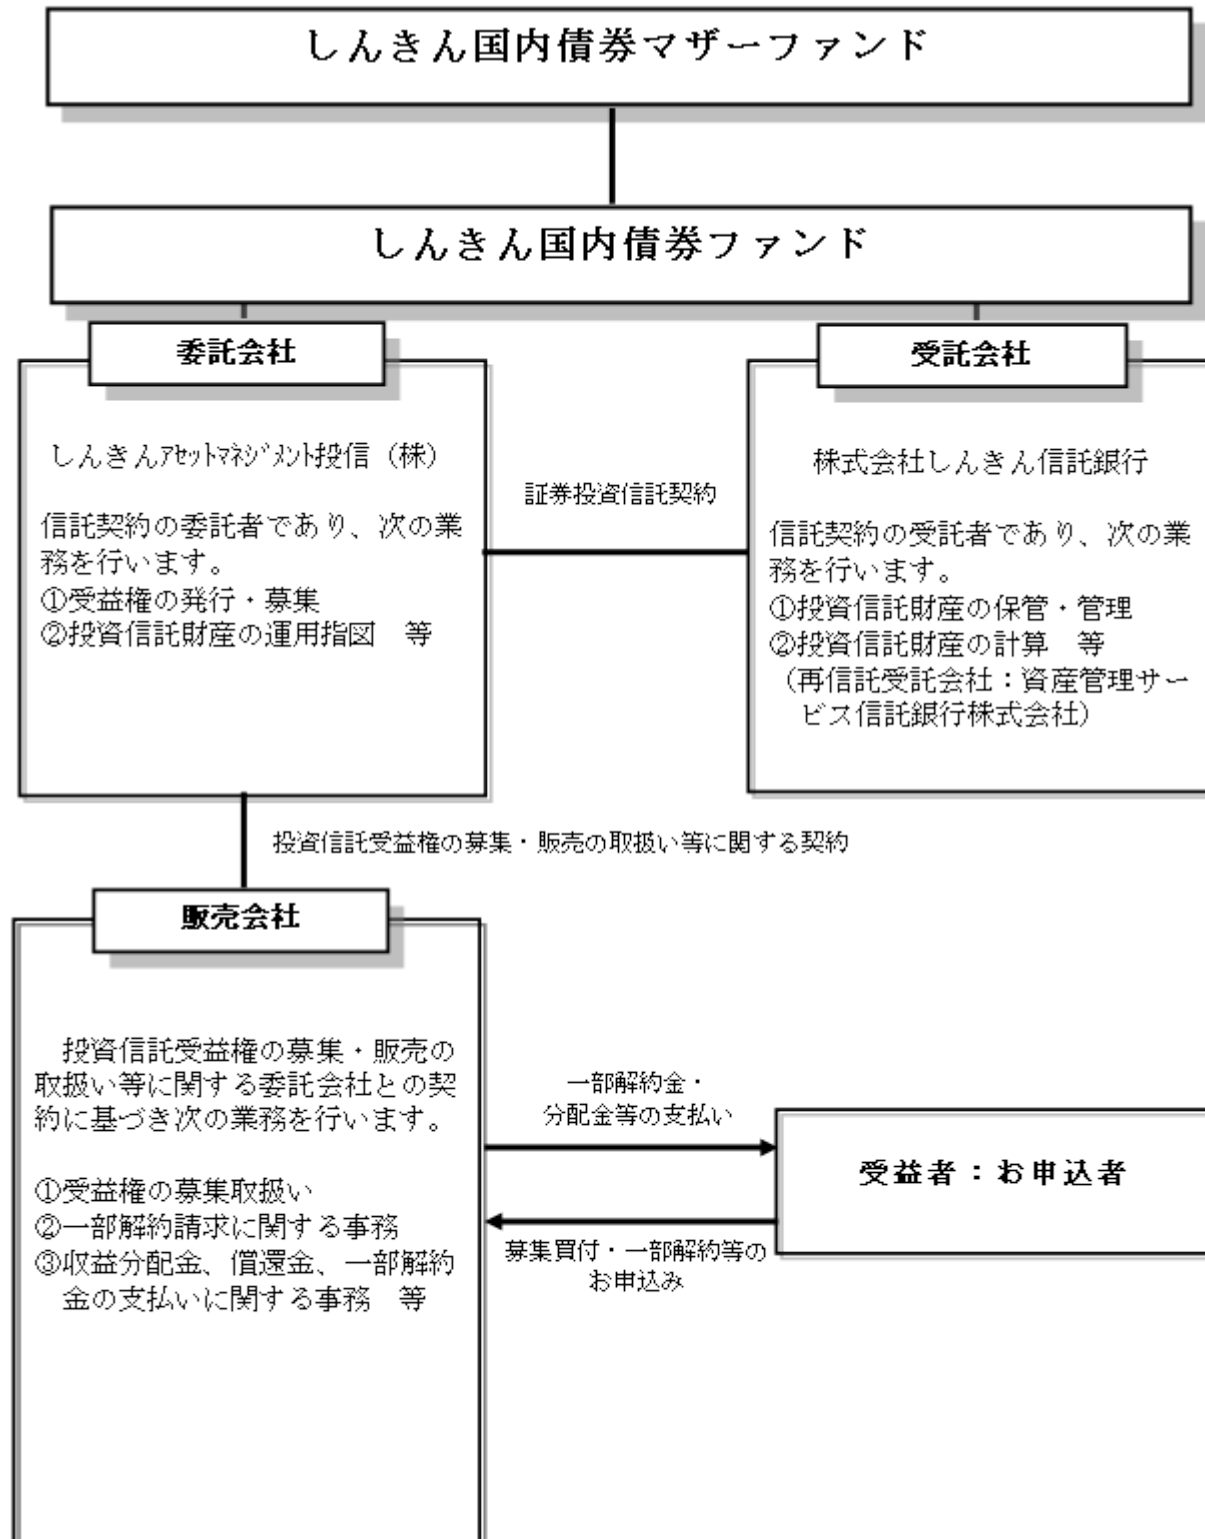 しんきん国内債券マザーファンド
しんきん国内債券ファンド
委託会社
しんきんｱｾｯﾄﾏﾈｼﾞﾒﾝﾄ投信（株）
信託契約の委託者であり、次の業
務を行います。
①受益権の発行・募集
②投資信託財産の運用指図　等
証券投資信託契約
受託会社
株式会社しんきん信託銀行
信託契約の受託者であり、次の業
務を行います。
①投資信託財産の保管・管理
②投資信託財産の計算　等
（再信託受託会社：資産管理サー
ビス信託銀行株式会社）
投資信託受益権の募集・販売の取扱い等に関する契約
販売会社
投資信託受益権の募集・販売の
取扱い等に関する委託会社との契
約に基づき次の業務を行います。
①受益権の募集取扱い
②一部解約請求に関する事務
③収益分配金、償還金、一部解約
金の支払いに関する事務　等
一部解約金・
分配金等の支払い
募集買付・一部解約等の
お申込み
受益者：お申込者